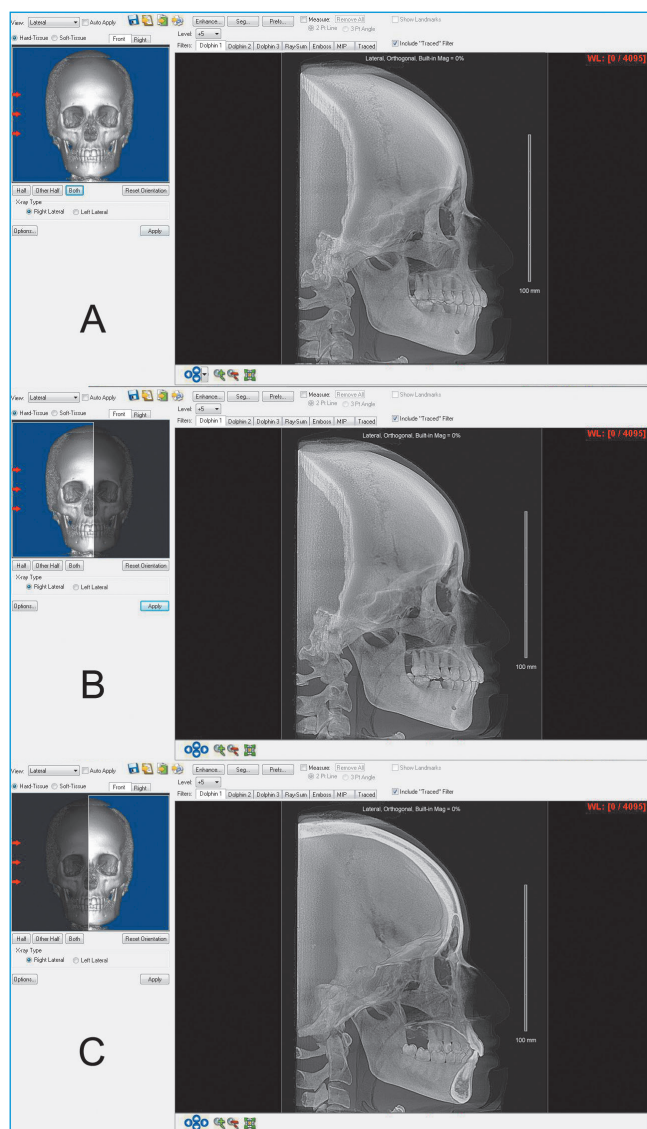 View: Lateral Auto Apply Enhance... Seg... Prefs... Measure: Remove All Show Landmarks
2 Pt Line 3 Pt Angle
Level: +5
Hard-Tissue Soft-Tissue Front Right
Filters: Dolphin 1 Dolphin 2 Dolphin 3 Ray-Sum Emboss MIP Traced Include "Traced" Filter
Lateral, Orthogonal, Built-in Mag = 0% WL: [0 / 4095]
Half Other Half Both Reset Orientation
X-ray Type
Right Lateral Left Lateral
Options... Apply
100 mm
A
View: Lateral Auto Apply Enhance... Seg... Prefs... Measure: Remove All Show Landmarks
2 Pt Line 3 Pt Angle
Level: +5
Hard-Tissue Soft-Tissue Front Right
Filters: Dolphin 1 Dolphin 2 Dolphin 3 Ray-Sum Emboss MIP Traced Include "Traced" Filter
Lateral, Orthogonal, Built-in Mag = 0% WL: [0 / 4095]
Half Other Half Both Reset Orientation
X-ray Type
Right Lateral Left Lateral
Options... Apply
100 mm
B
View: Lateral Auto Apply Enhance... Seg... Prefs... Measure: Remove All Show Landmarks
2 Pt Line 3 Pt Angle
Level: +5
Hard-Tissue Soft-Tissue Front Right
Filters: Dolphin 1 Dolphin 2 Dolphin 3 Ray-Sum Emboss MIP Traced Include "Traced" Filter
Lateral, Orthogonal, Built-in Mag = 0% WL: [0 / 4095]
Half Other Half Both Reset Orientation
X-ray Type
Right Lateral Left Lateral
Options... Apply
100 mm
C